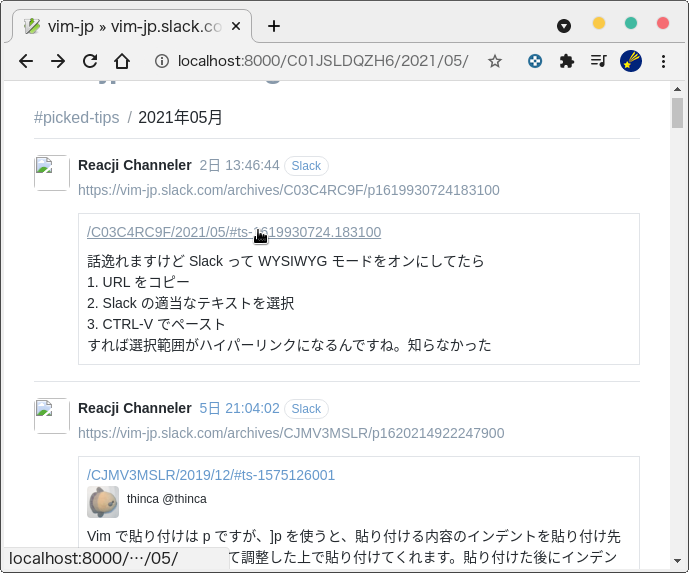 vim-jp » vim-jp.slack.co
localhost:8000/C01JSLDQZH6/2021/05/
#picked-tips / 2021年05月
Reacji Channeler 2日 13:46:44 Slack
https://vim-jp.slack.com/archives/C03C4RC9F/p1619930724183100
/C03C4RC9F/2021/05/#ts-1619930724.183100
話逸れますけど Slack って WYSIWYG モードをオンにしてたら
1. URL をコピー
2. Slack の適当なテキストを選択
3. CTRL-V でペースト
すれば選択範囲がハイパーリンクになるんですね。知らなかった
Reacji Channeler 5日 21:04:02 Slack
https://vim-jp.slack.com/archives/CJMV3MSLR/p1620214922247900
/CJMV3MSLR/2019/12/#ts-1575126001
thinca @thinca
Vim で貼り付けは p ですが、]p を使うと、貼り付ける内容のインデントを貼り付け先
て調整した上で貼り付けてくれます。貼り付けた後にインデン
localhost:8000/…/05/